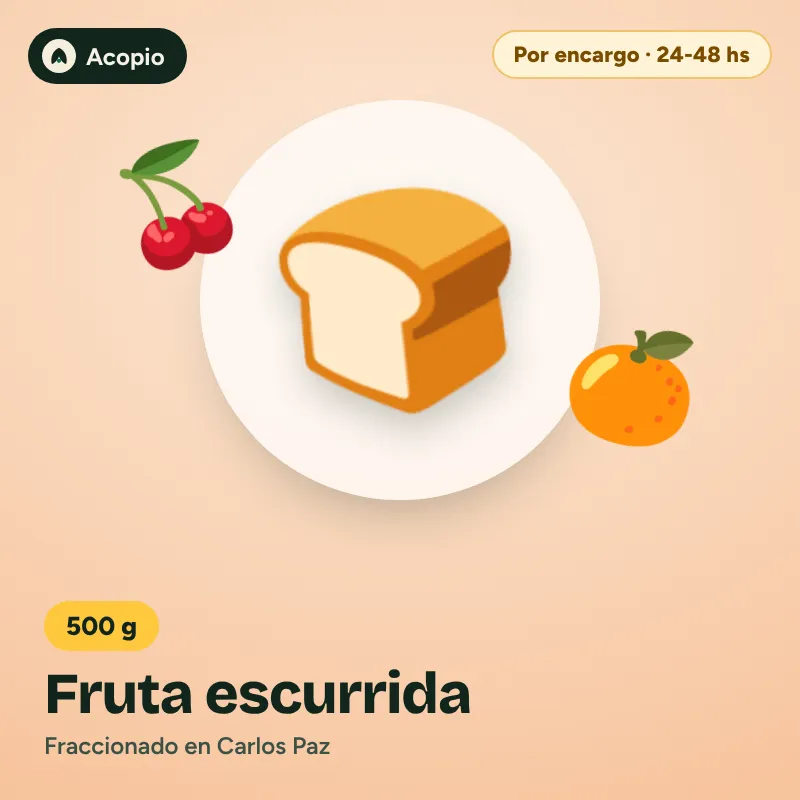 Acopio
Por encargo · 24-48 hs
500 g
Fruta escurrida
Fraccionado en Carlos Paz